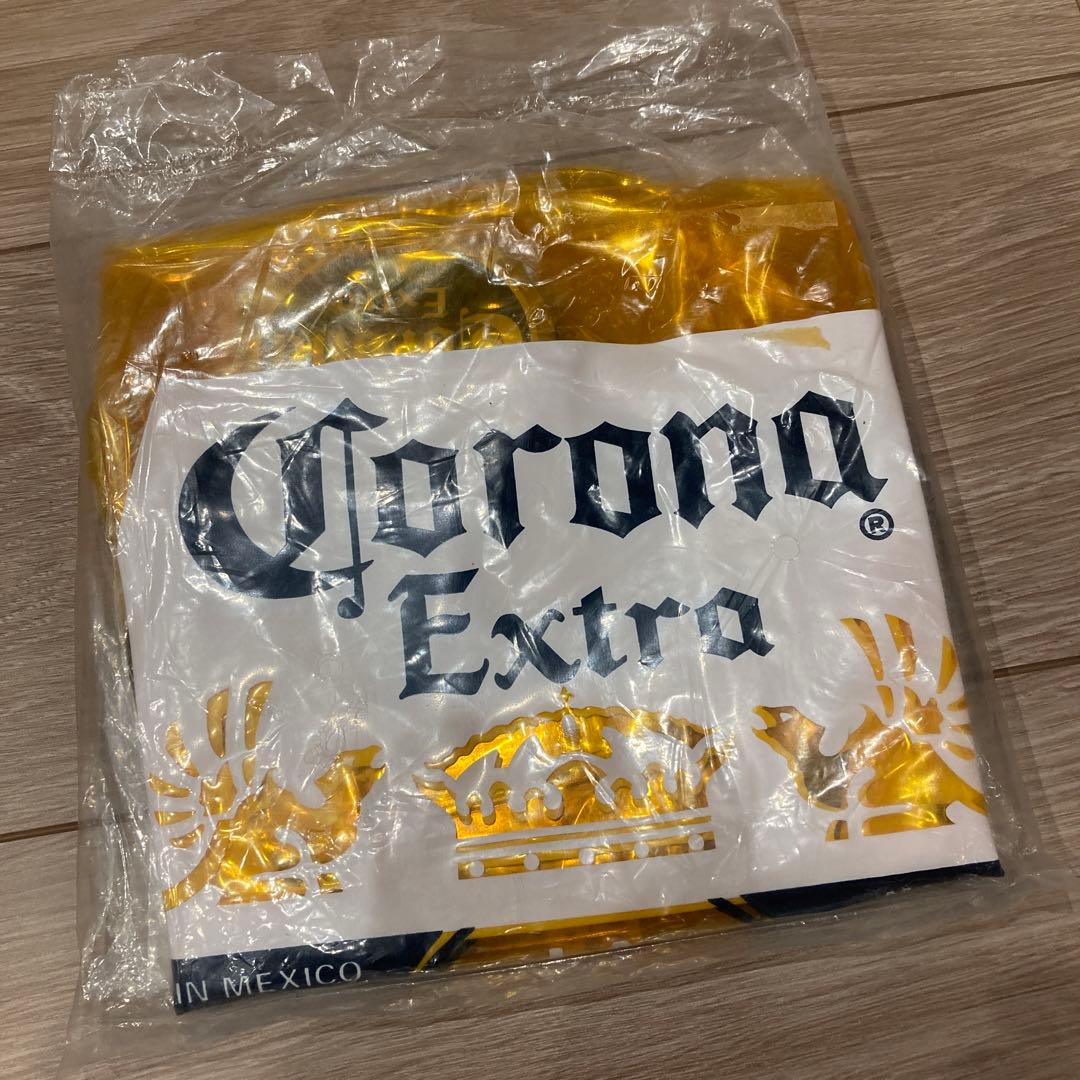 Corona
®
Extra
IN MEXICO